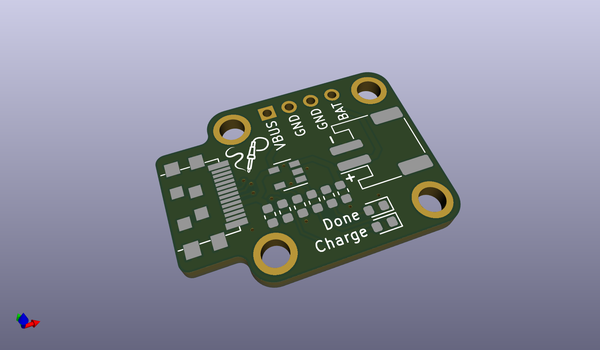 VBUS
GND
GND
BAT
-
+
Done
Charge